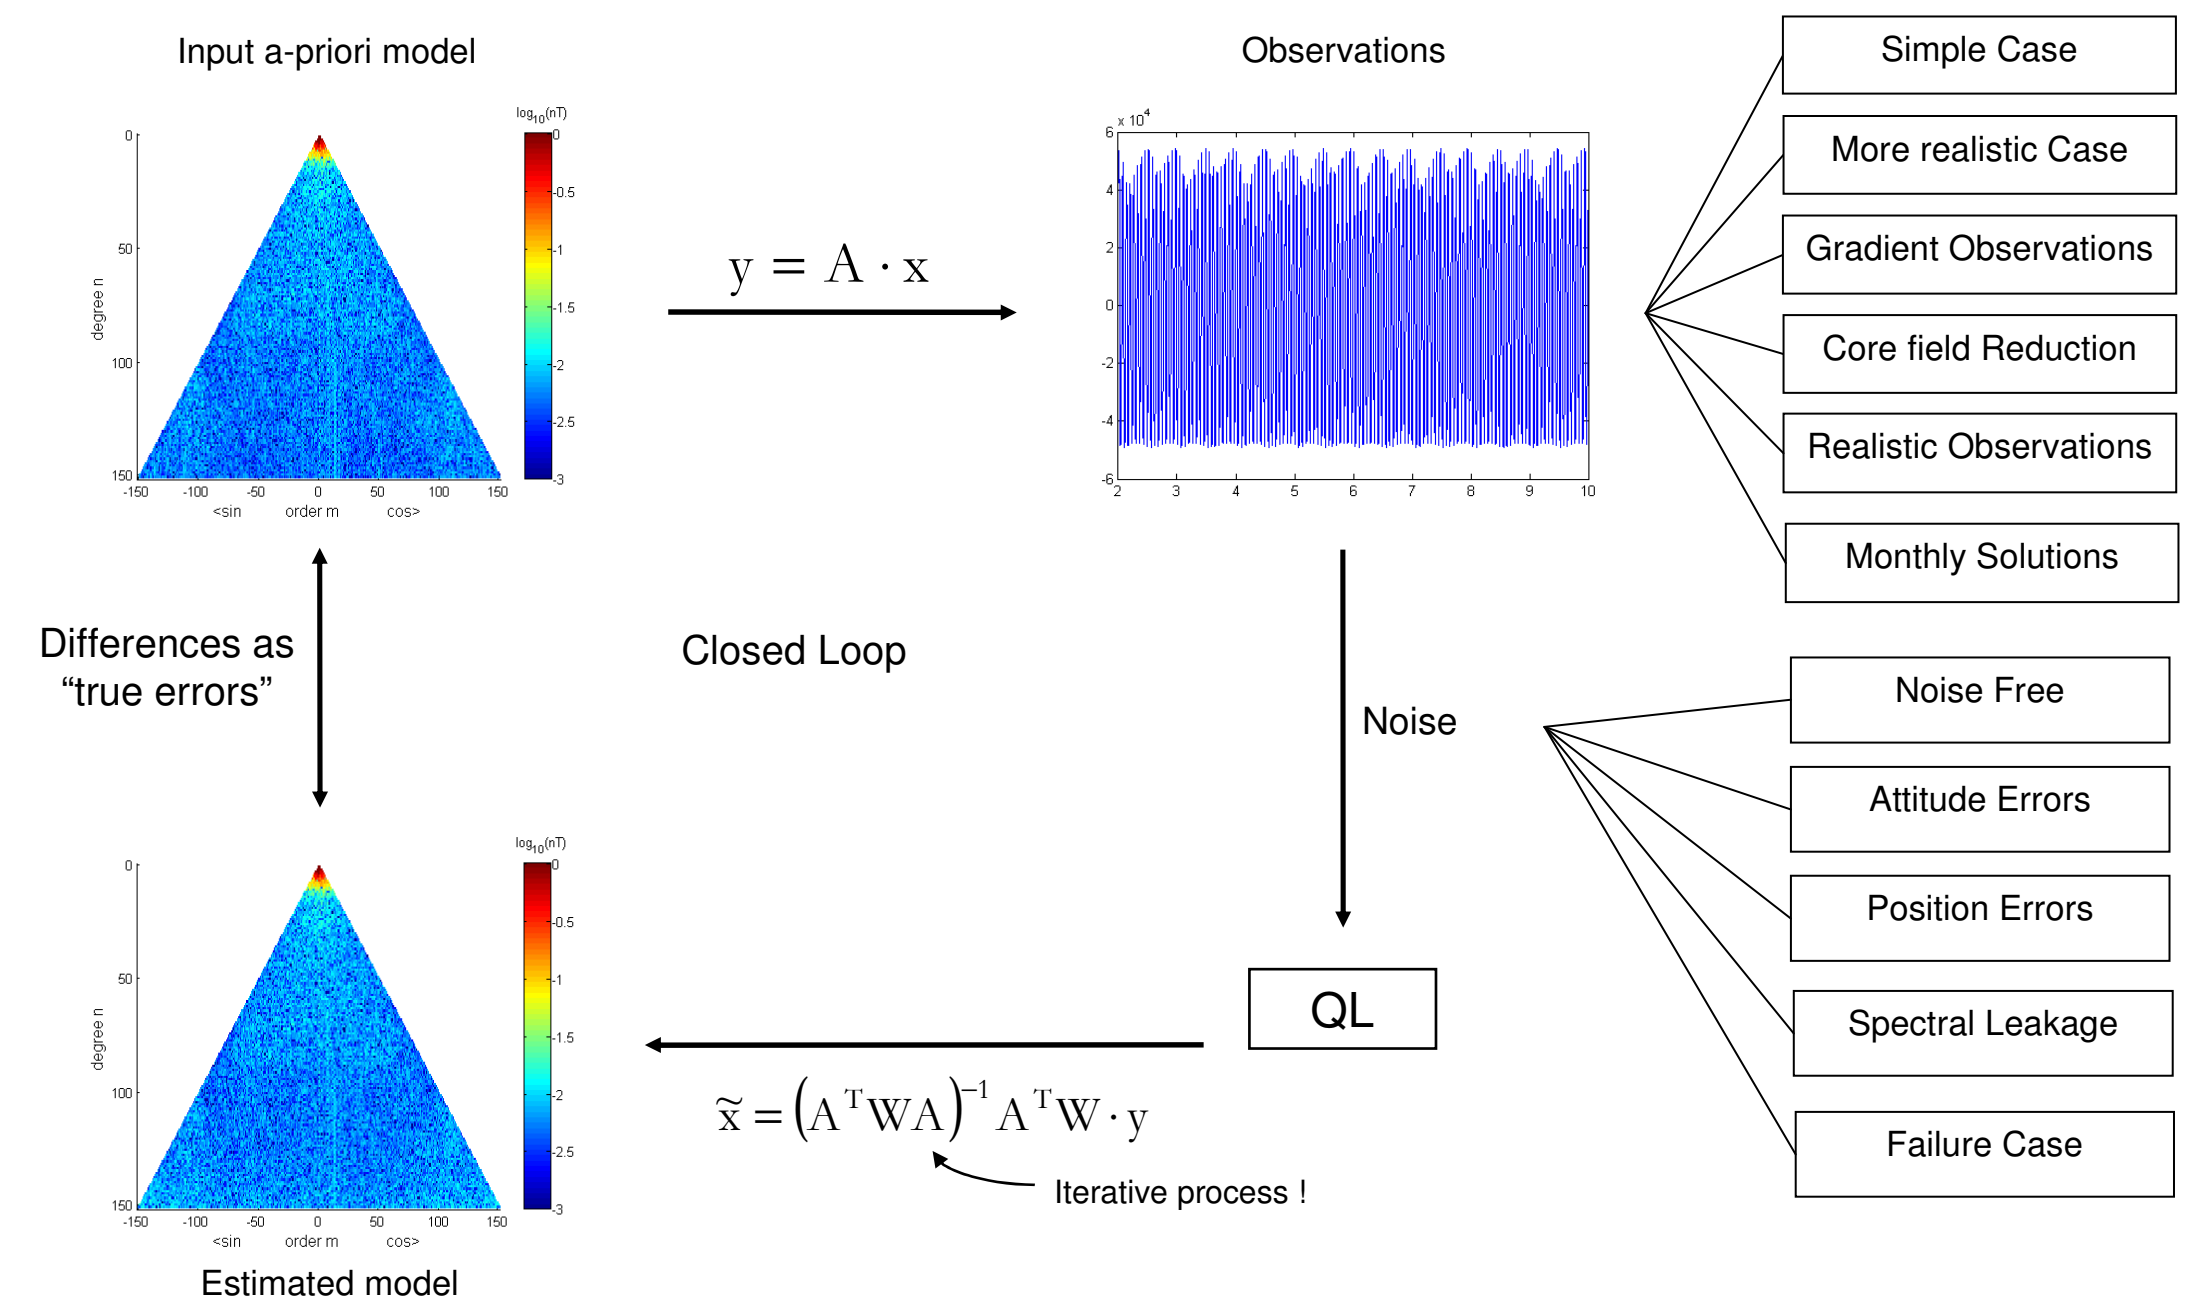 Input a-priori model
log10(nT)
0
50
100
150
degree n
-150 -100 -50 0 50 100 150
<sin order m cos>
0
-0.5
-1
-1.5
-2
-2.5
-3
y = A · x
Observations
x 10^4
6
4
2
0
-2
-4
-6
2 3 4 5 6 7 8 9 10
Simple Case
More realistic Case
Gradient Observations
Core field Reduction
Realistic Observations
Monthly Solutions
Differences as
“true errors”
Closed Loop
Noise
Noise Free
Attitude Errors
Position Errors
Spectral Leakage
Failure Case
QL
x̃ = (A^T WA)^−1 A^T W · y
Iterative process !
log10(nT)
0
50
100
150
degree n
-150 -100 -50 0 50 100 150
<sin order m cos>
0
-0.5
-1
-1.5
-2
-2.5
-3
Estimated model